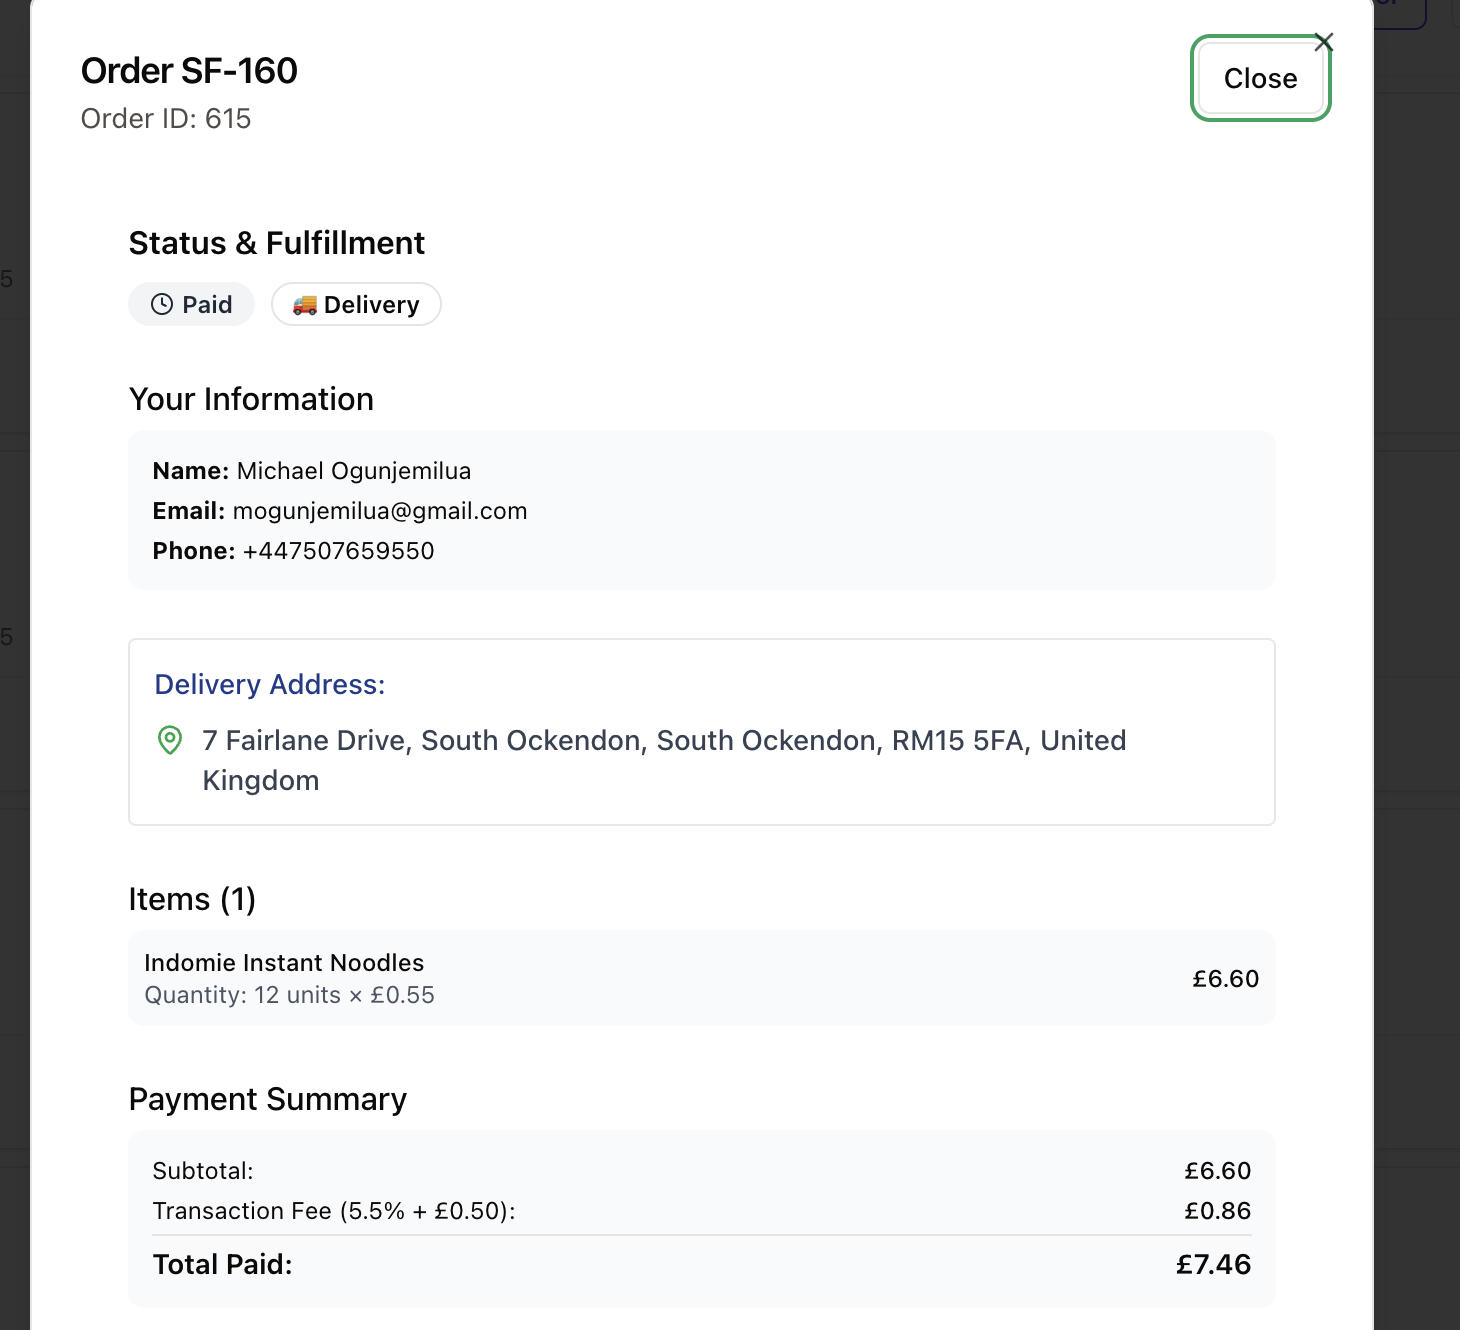 Order SF-160
Close
Order ID: 615
Status & Fulfillment
Paid
🚚 Delivery
Your Information
Name: Michael Ogunjemilua
Email: mogunjemilua@gmail.com
Phone: +447507659550
Delivery Address:
7 Fairlane Drive, South Ockendon, South Ockendon, RM15 5FA, United
Kingdom
Items (1)
Indomie Instant Noodles
Quantity: 12 units × £0.55
£6.60
Payment Summary
Subtotal: £6.60
Transaction Fee (5.5% + £0.50): £0.86
Total Paid: £7.46
5
5